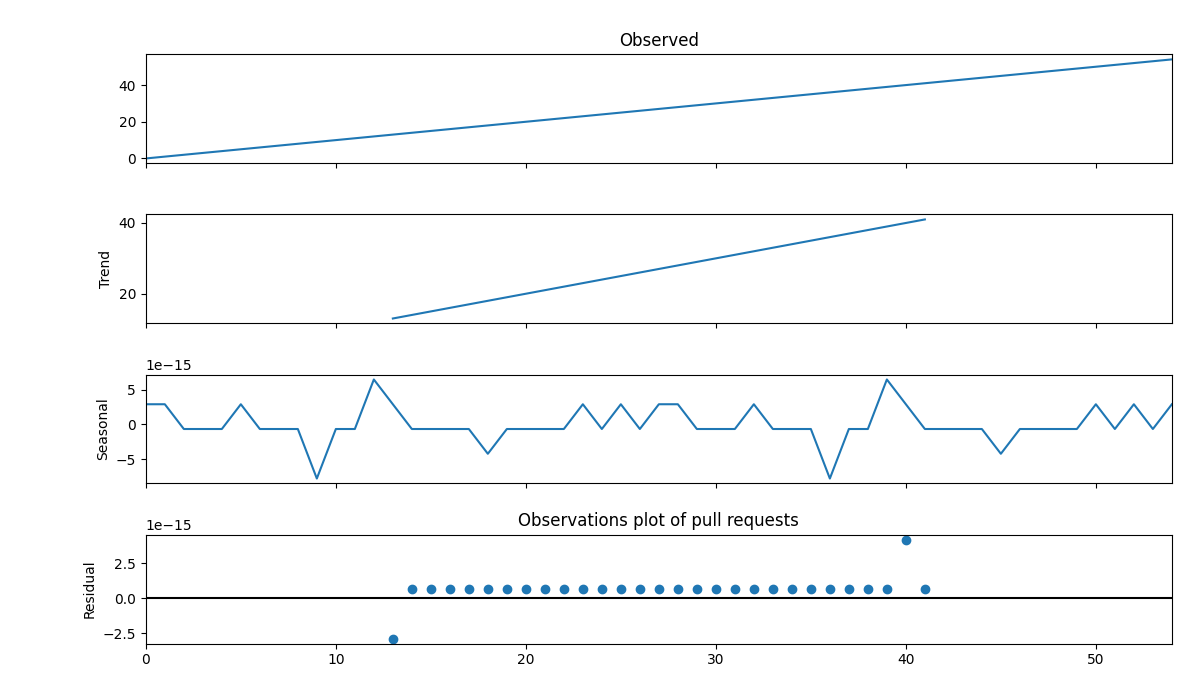 Observed
40
20
0
Trend
40
20
1e−15
Seasonal
5
0
−5
Observations plot of pull requests
1e−15
Residual
2.5
0.0
−2.5
0 10 20 30 40 50